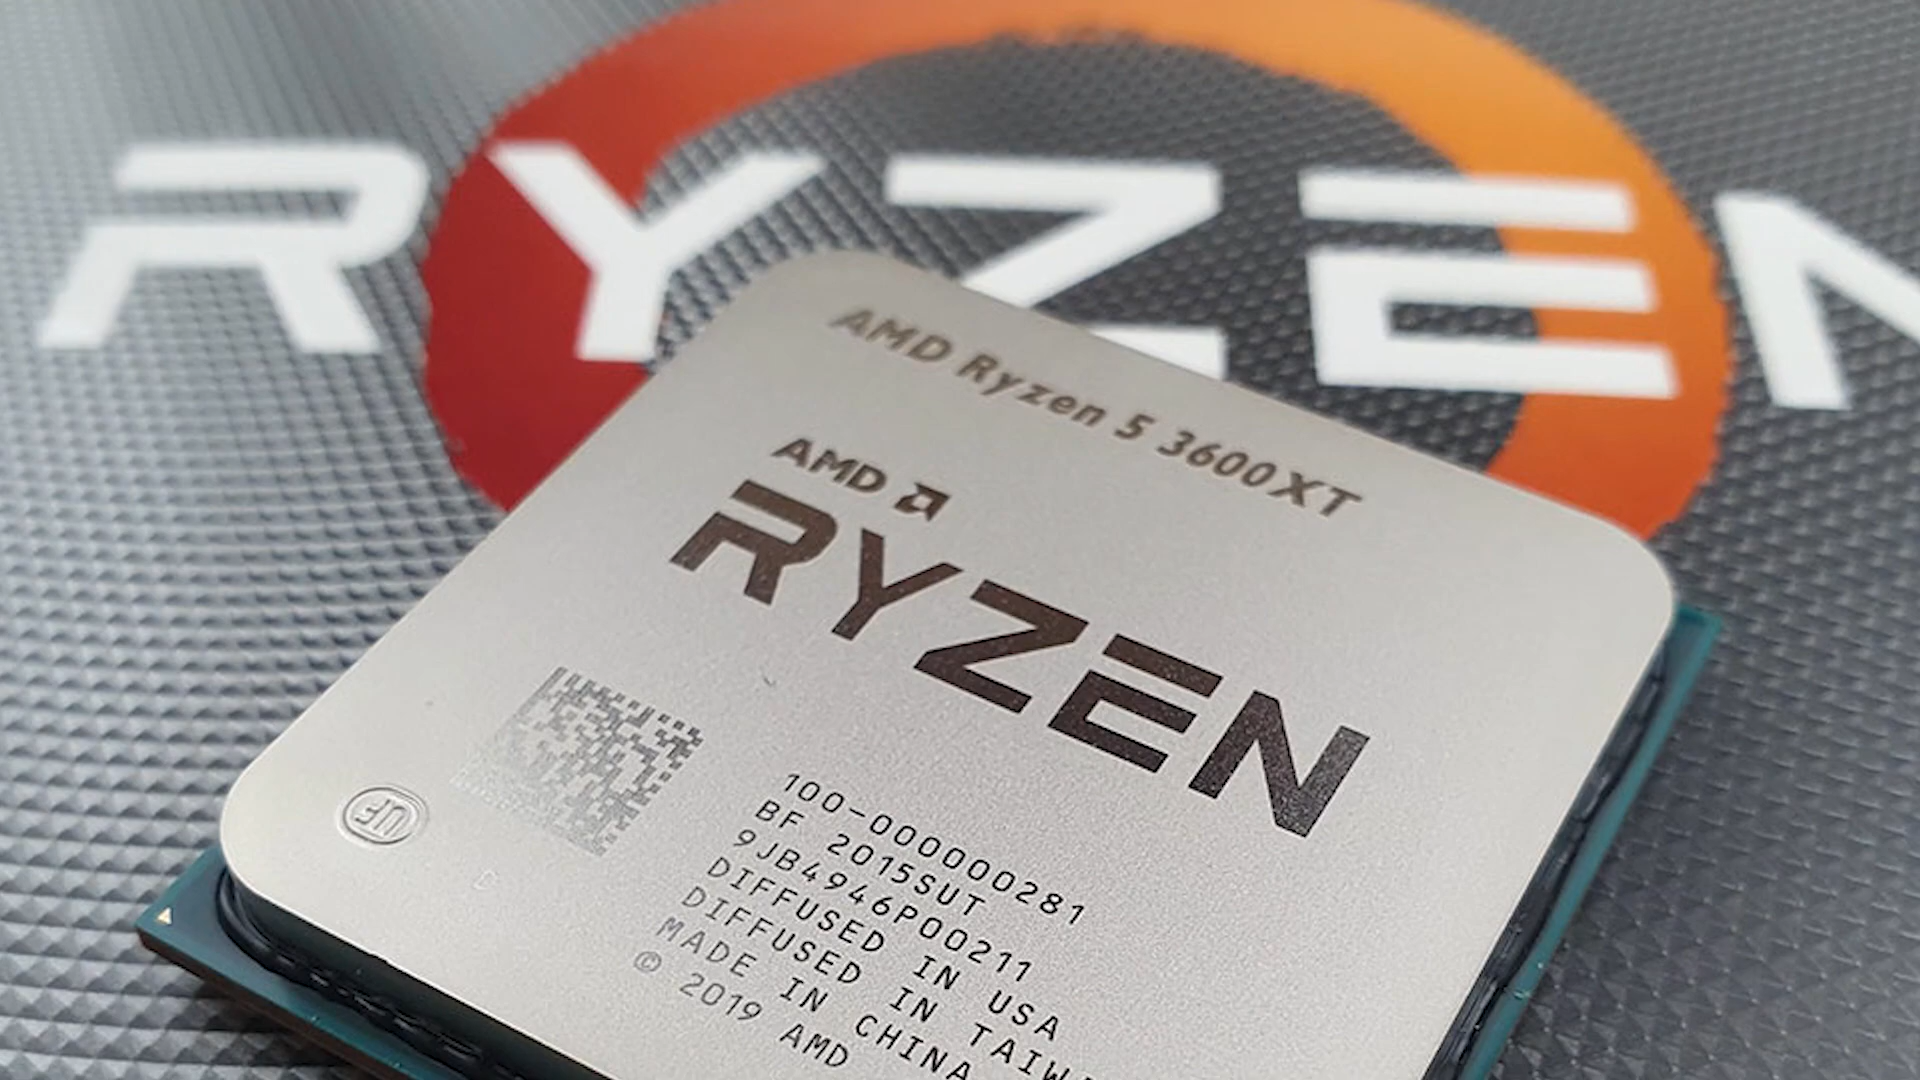 RYZEN
AMD Ryzen 5 3600XT
AMD
RYZEN
100-000000281
BF 2015SUT
9JB4946P00211
DIFFUSED IN USA
DIFFUSED IN
MADE IN CHINA
© 2019 AMD